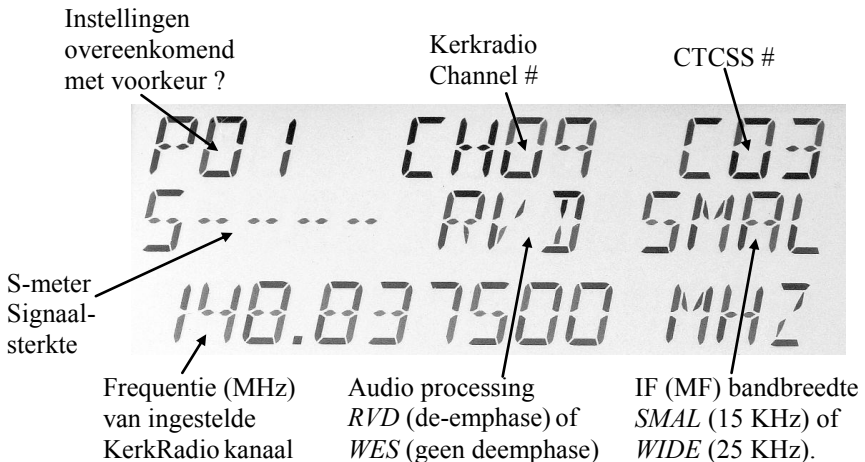 Instellingen
overeenkomend
met voorkeur ?
Kerkradio
Channel #
CTCSS #
P01 CH09 C03
S-------- RVD SMAL
148.837500 MHZ
S-meter
Signaal-
sterkte
Frequentie (MHz)
van ingestelde
KerkRadio kanaal
Audio processing
RVD (de-emphase) of
WES (geen deemphase)
IF (MF) bandbreedte
SMAL (15 KHz) of
WIDE (25 KHz).